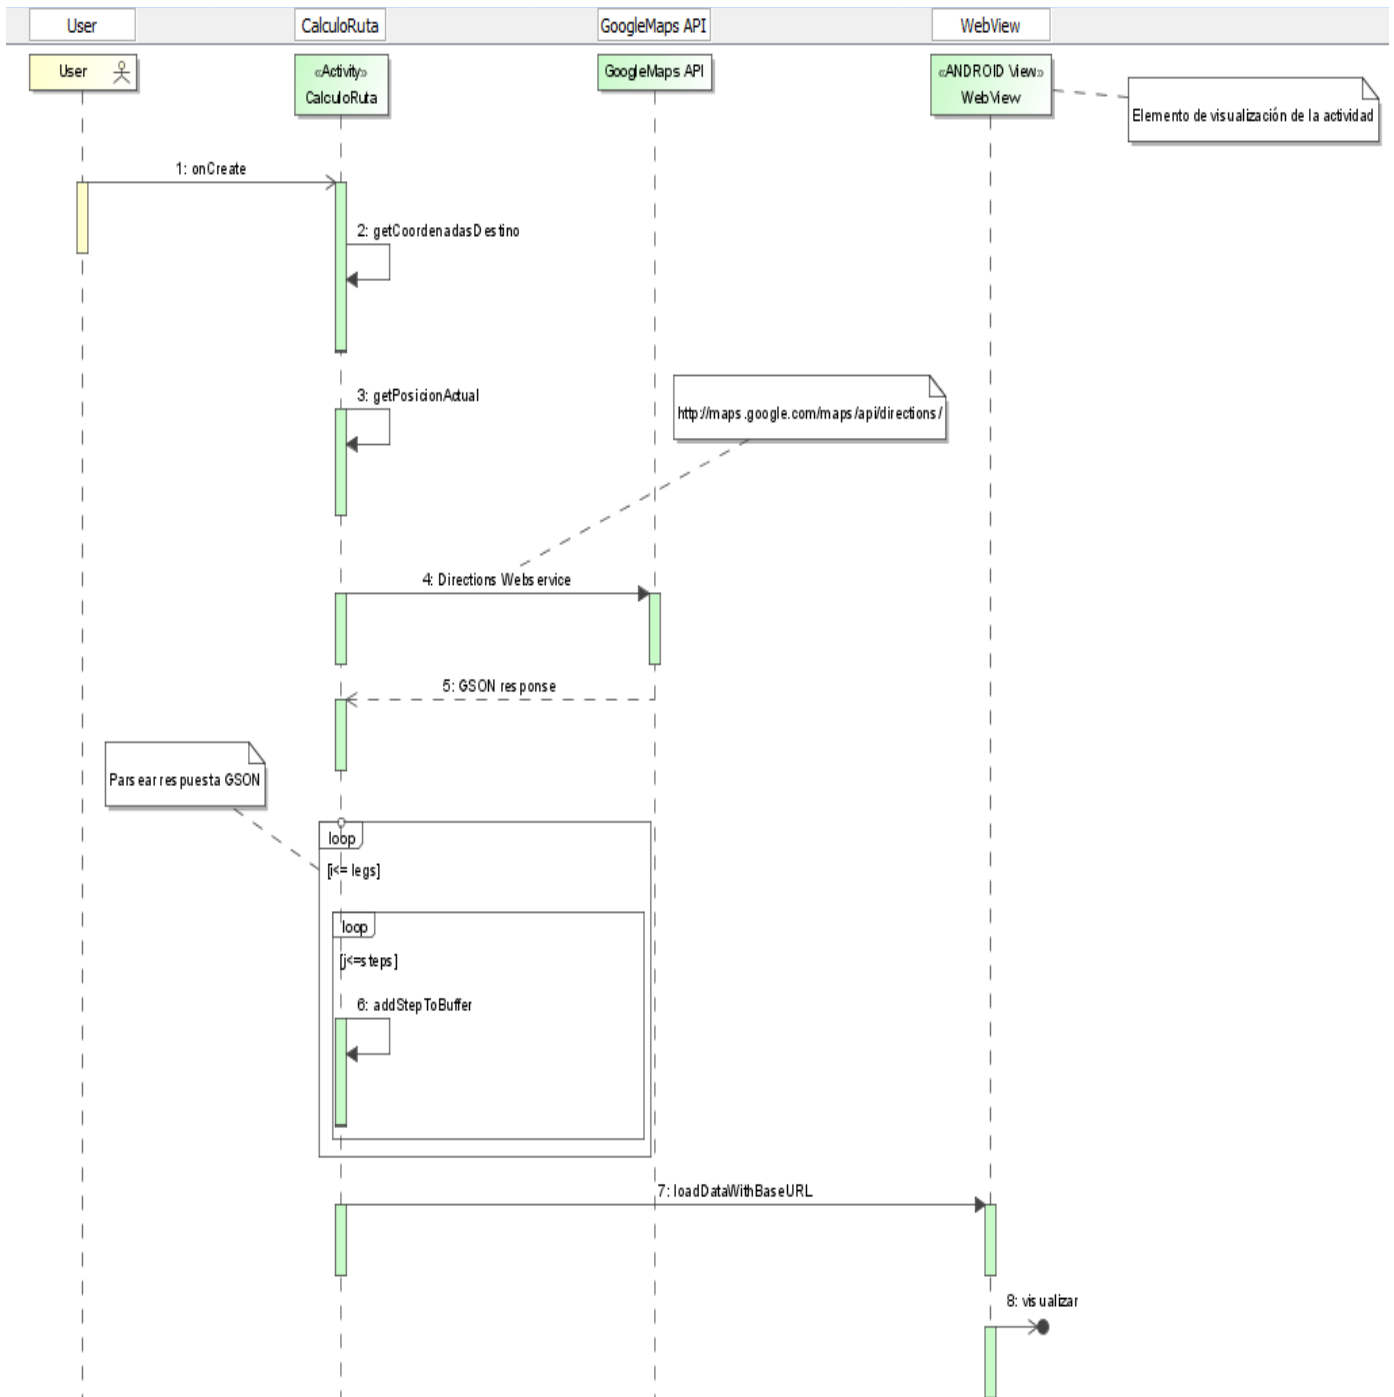 User
CalculoRuta
GoogleMaps API
WebView
User
«Activity»
CalculoRuta
GoogleMaps API
«ANDROID View»
WebView
Elemento de visualización de la actividad
1: onCreate
2: getCoordenadasDestino
3: getPosicionActual
http://maps.google.com/maps/api/directions/
4: Directions Webservice
5: GSON response
Parsear respuesta GSON
loop
[i<= legs]
loop
[j<=steps]
6: addStepToBuffer
7: loadDataWithBaseURL
8: visualizar